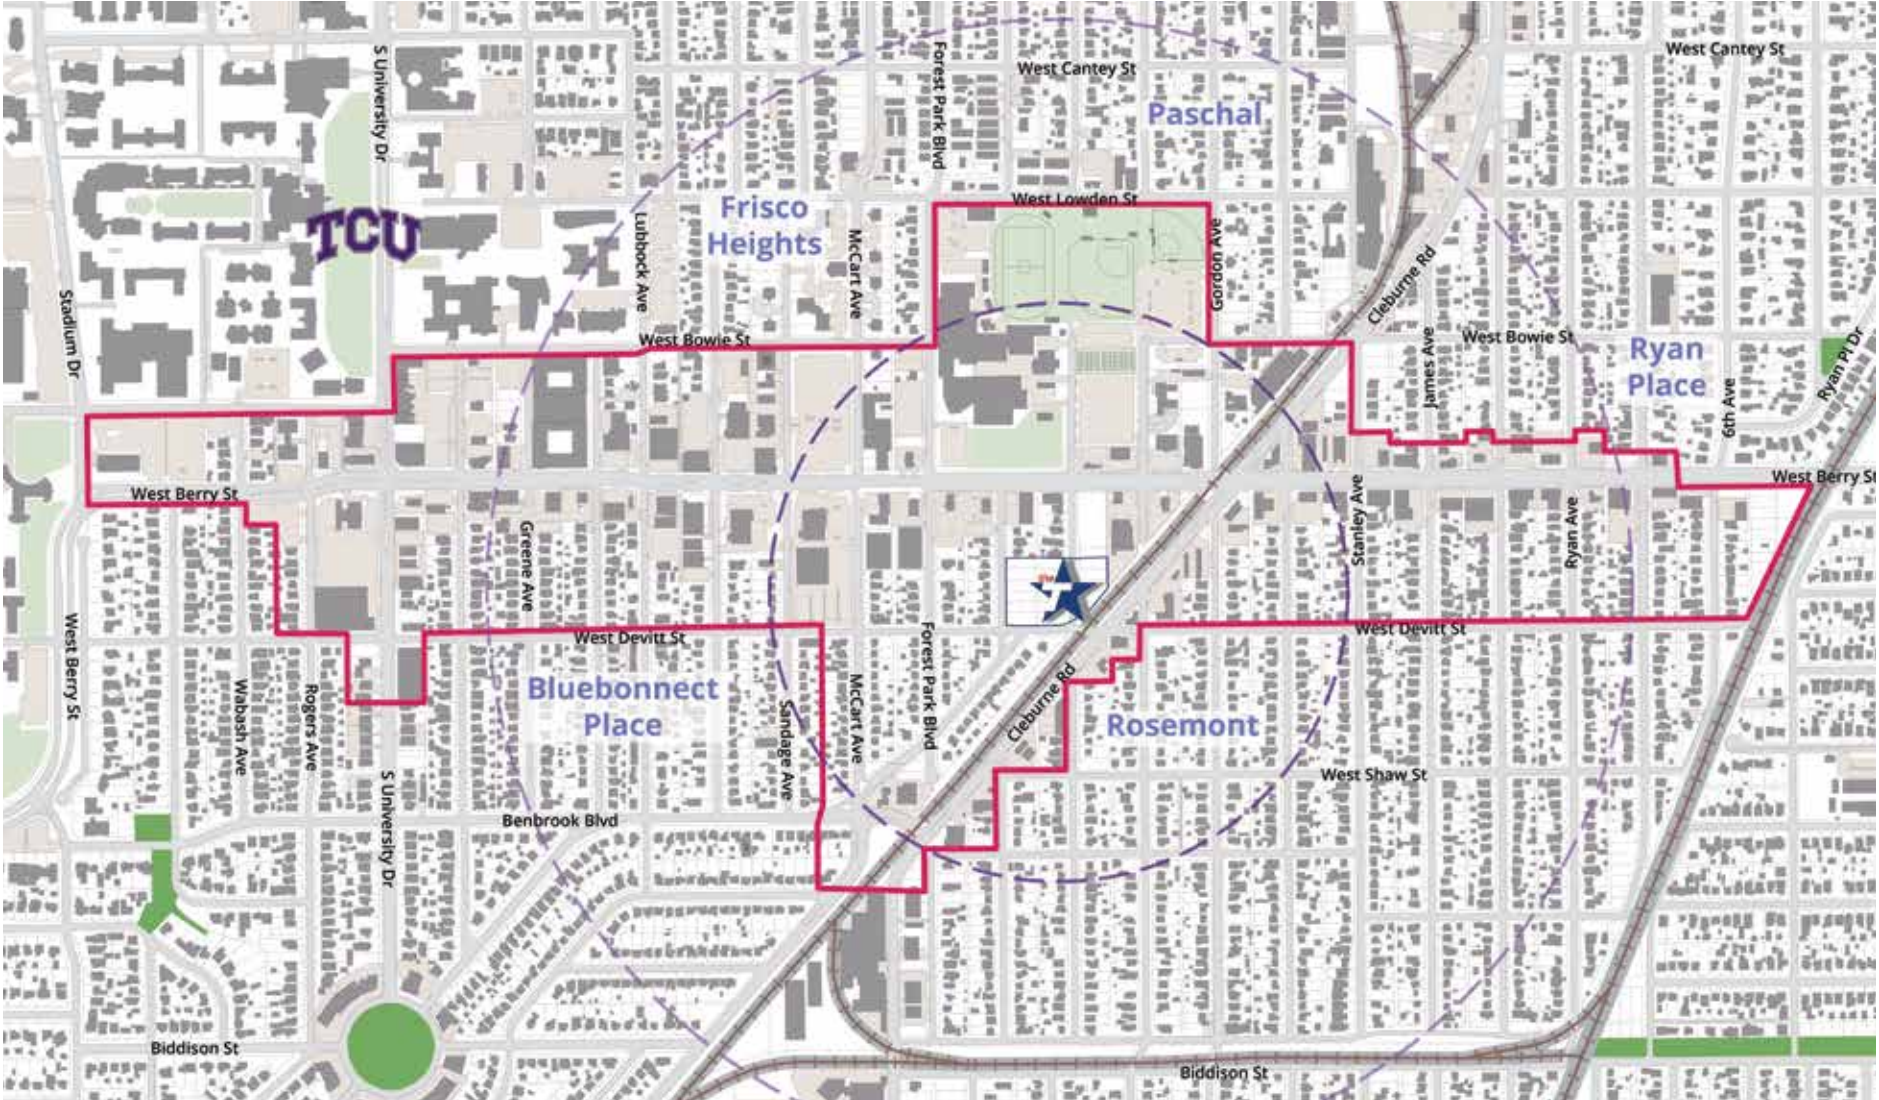 West Cantey St
West Cantey St
S University Dr
Forest Park Blvd
Paschal
West Lowden St
Frisco
Heights
TCU
Lubbock Ave
McCart Ave
Gordon Ave
Cleburne Rd
Stadium Dr
West Bowie St
West Bowie St
James Ave
Ryan
Place
Ryan Pl Dr
6th Ave
West Berry St
West Berry St
Greene Ave
Stanley Ave
Ryan Ave
West Devitt St
West Devitt St
West Berry St
Wabash Ave
Rogers Ave
Bluebonnect
Place
Sandage Ave
McCart Ave
Forest Park Blvd
Cleburne Rd
Rosemont
West Shaw St
S University Dr
Benbrook Blvd
Biddison St
Biddison St